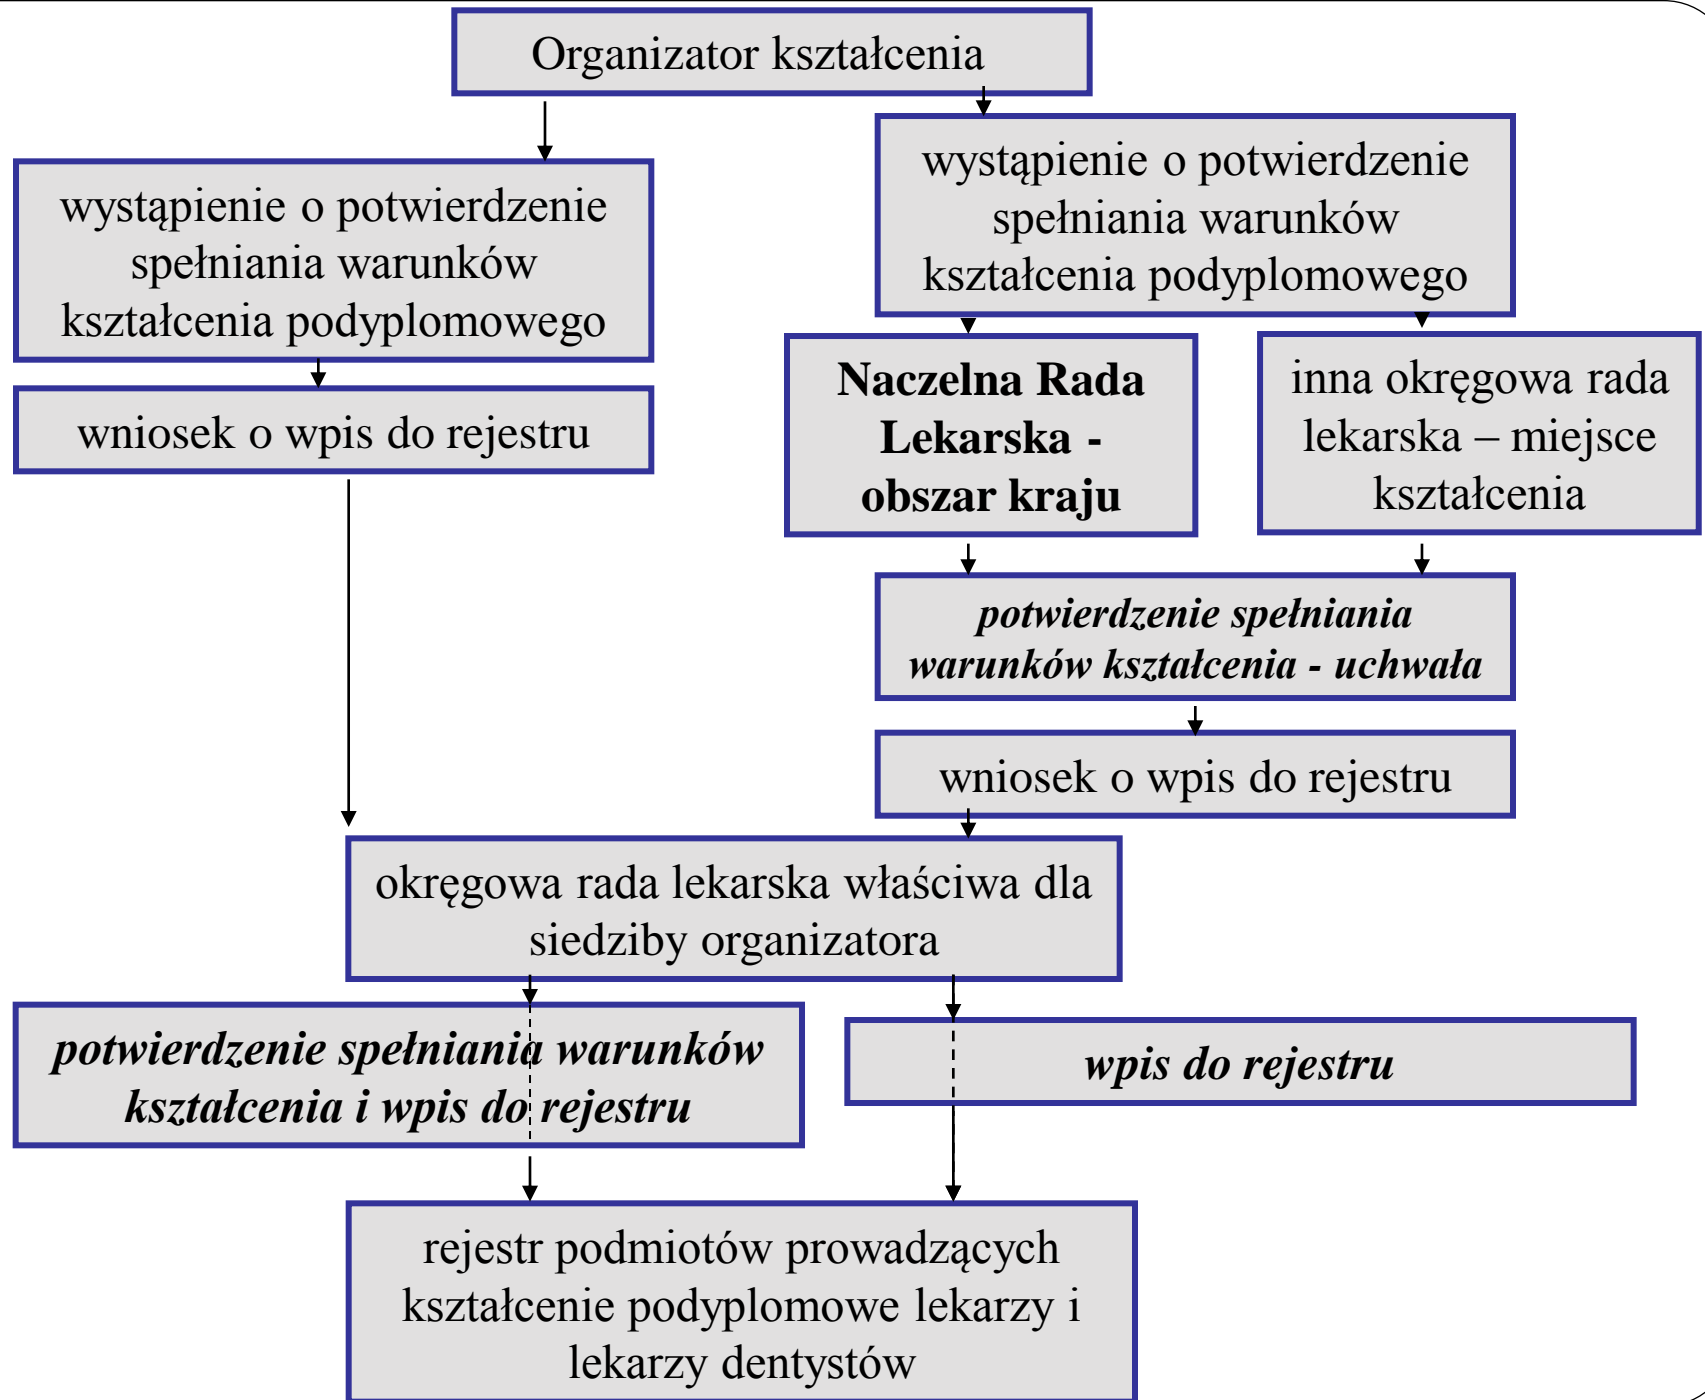 Organizator kształcenia
wystąpienie o potwierdzenie
spełniania warunków
kształcenia podyplomowego
wniosek o wpis do rejestru
wystąpienie o potwierdzenie
spełniania warunków
kształcenia podyplomowego
Naczelna Rada
Lekarska -
obszar kraju
inna okręgowa rada
lekarska – miejsce
kształcenia
potwierdzenie spełniania
warunków kształcenia - uchwała
wniosek o wpis do rejestru
okręgowa rada lekarska właściwa dla
siedziby organizatora
potwierdzenie spełniania warunków
kształcenia i wpis do rejestru
wpis do rejestru
rejestr podmiotów prowadzących
kształcenie podyplomowe lekarzy i
lekarzy dentystów